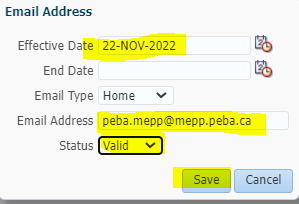 Email Address
Effective Date 22-NOV-2022
End Date
Email Type Home
Email Address peba.mepp@mepp.peba.ca
Status Valid
Save Cancel